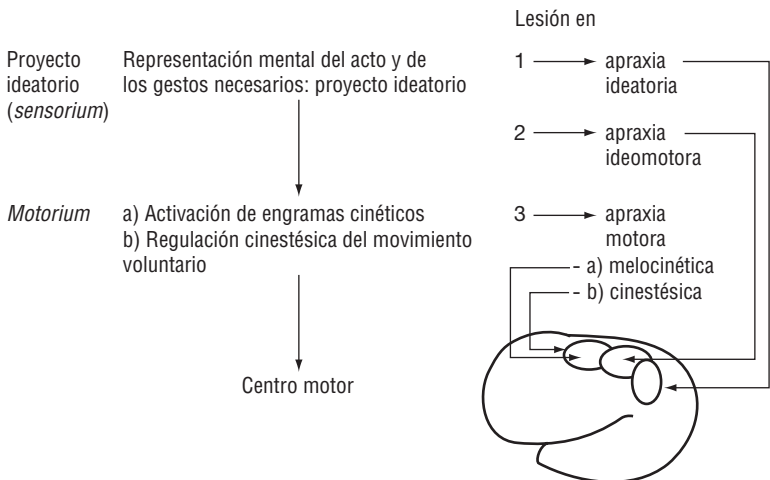 Lesión en
Proyecto
ideatorio
(sensorium)
Representación mental del acto y de
los gestos necesarios: proyecto ideatorio
1
apraxia
ideatoria
2
apraxia
ideomotora
Motorium
a) Activación de engramas cinéticos
b) Regulación cinestésica del movimiento
voluntario
3
apraxia
motora
- a) melocinética
- b) cinestésica
Centro motor